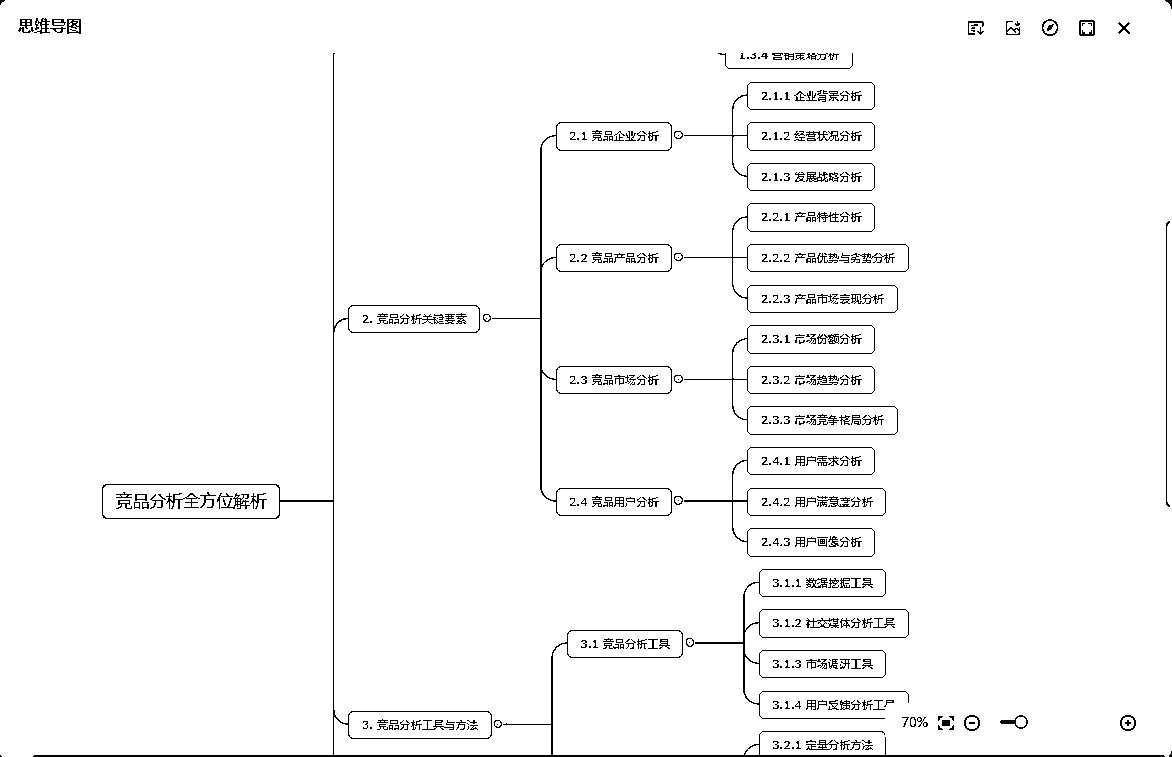 思维导图
1.3.4 营销策略分析
2.1.1 企业背景分析
2.1 竞品企业分析
2.1.2 经营状况分析
2.1.3 发展战略分析
2.2.1 产品特性分析
2.2 竞品产品分析
2.2.2 产品优势与劣势分析
2.2.3 产品市场表现分析
2. 竞品分析关键要素
2.3.1 市场份额分析
2.3 竞品市场分析
2.3.2 市场趋势分析
2.3.3 市场竞争格局分析
2.4.1 用户需求分析
竞品分析全方位解析
2.4 竞品用户分析
2.4.2 用户满意度分析
2.4.3 用户画像分析
3.1.1 数据挖掘工具
3.1.2 社交媒体分析工具
3.1 竞品分析工具
3.1.3 市场调研工具
3.1.4 用户反馈分析工具
3. 竞品分析工具与方法
70%
3.2.1 定量分析方法